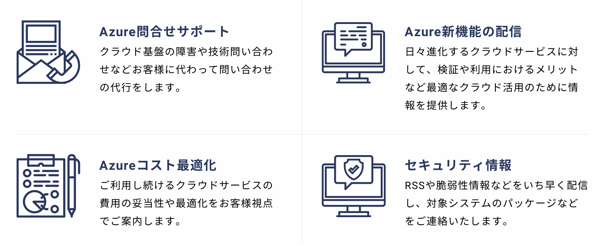 Azure問合せサポート
クラウド基盤の障害や技術問い合わ
せなどお客様に代わって問い合わせ
の代行をします。
Azure新機能の配信
日々進化するクラウドサービスに対
して、検証や利用におけるメリット
など最適なクラウド活用のために情
報を提供します。
Azureコスト最適化
ご利用し続けるクラウドサービスの
費用の妥当性や最適化をお客様視点
でご案内します。
セキュリティ情報
RSSや脆弱性情報などをいち早く配信
し、対象システムのパッケージなど
をご連絡いたします。